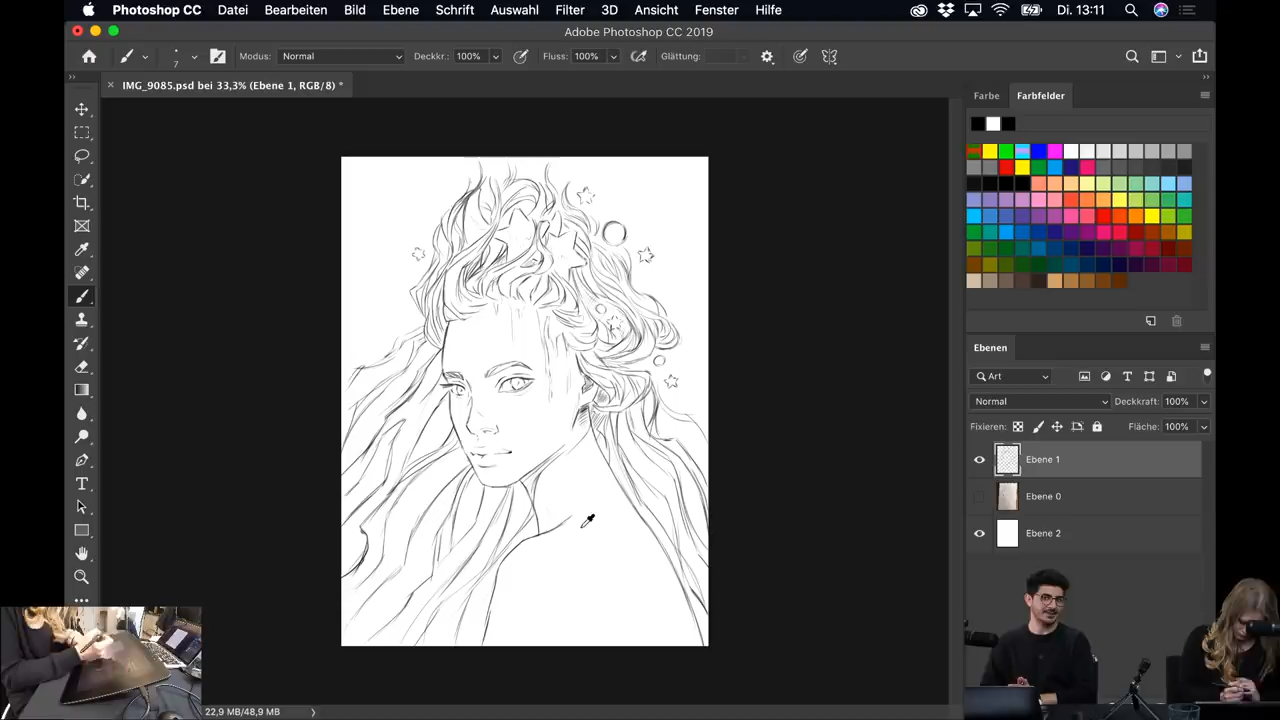 Photoshop CC Datei Bearbeiten Bild Ebene Schrift Auswahl Filter 3D Ansicht Fenster Hilfe Di. 13:11
Adobe Photoshop CC 2019
7 Modus: Normal Deckkr.: 100% Fluss: 100% Glättung:
× IMG_9085.psd bei 33,3% (Ebene 1, RGB/8) *
Farbe Farbfelder
Ebenen
Art
Normal Deckkraft: 100%
Fixieren: Fläche: 100%
Ebene 1
Ebene 0
Ebene 2
22,9 MB/48,9 MB